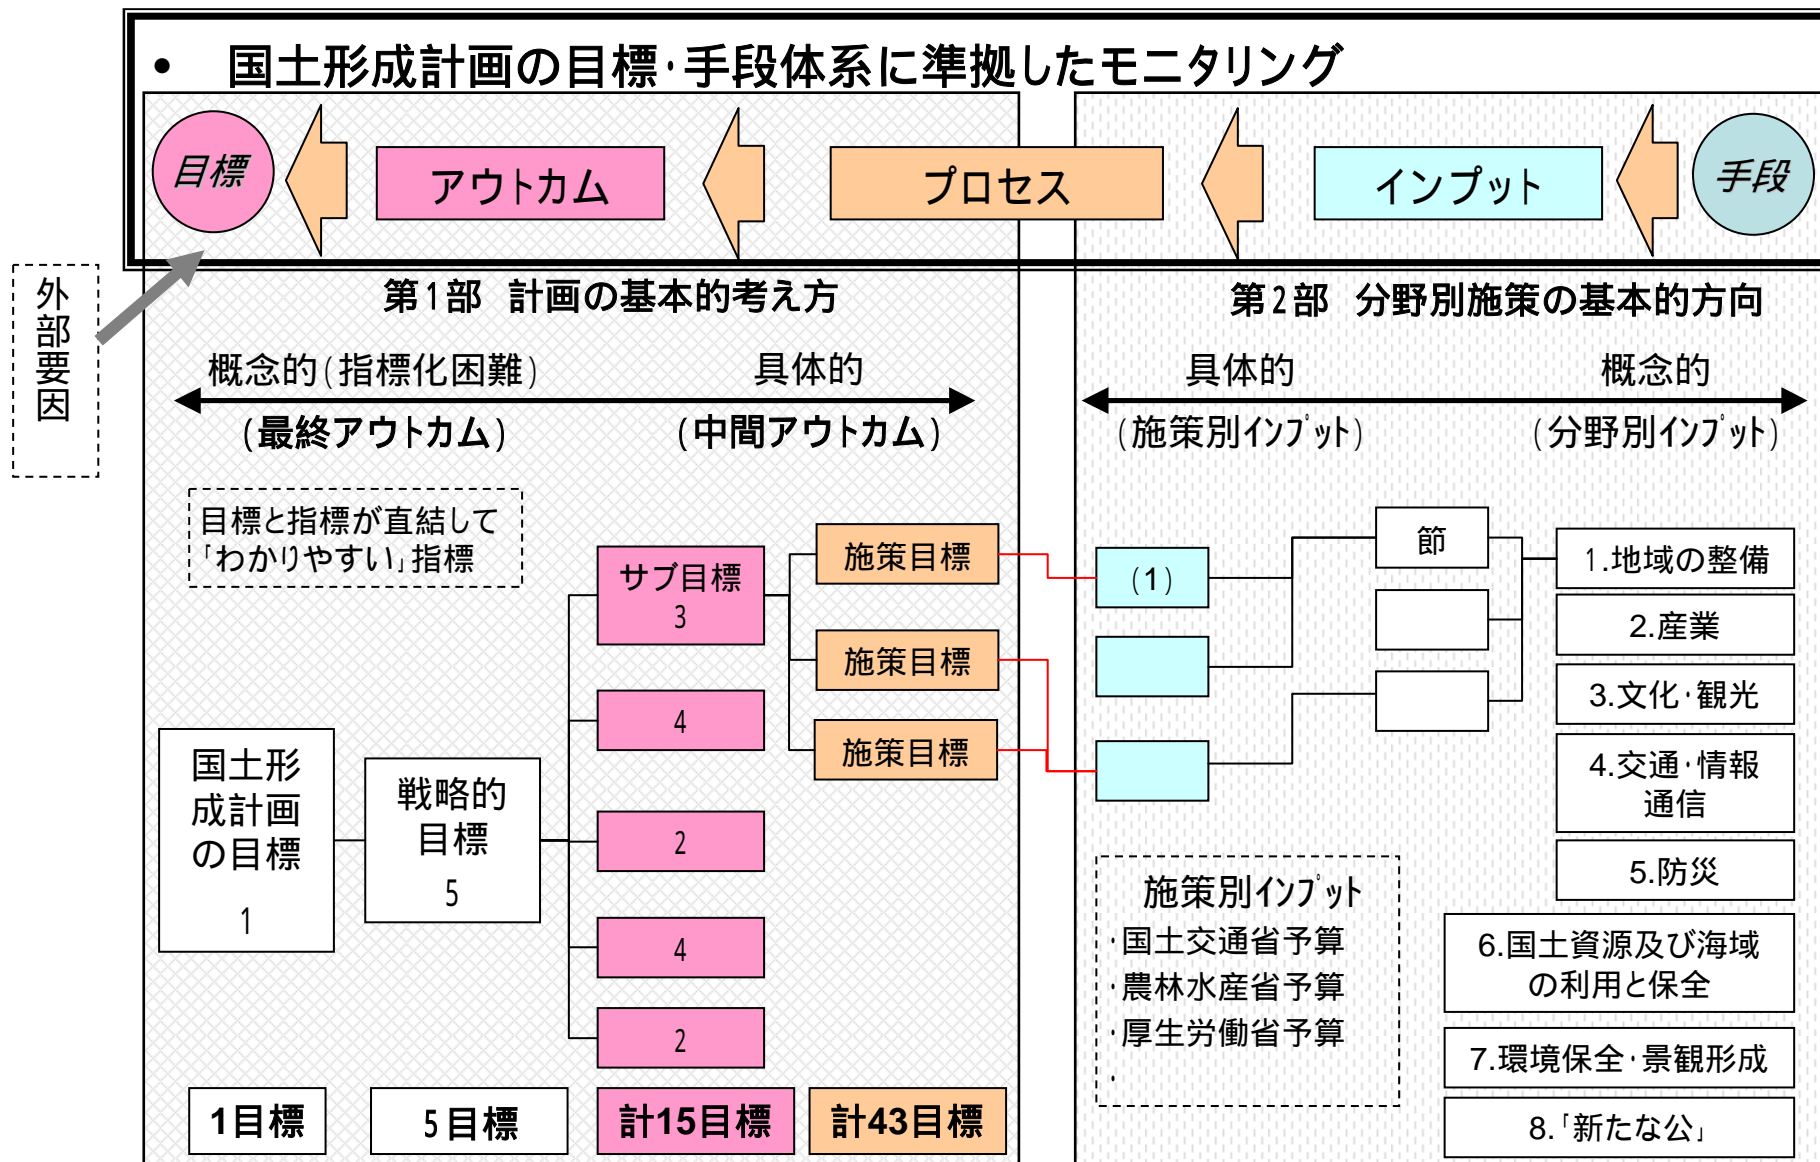 • 国土形成計画の目標・手段体系に準拠したモニタリング
目標
アウトカム
プロセス
インプット
手段
外部要因
第1部 計画の基本的考え方
第2部 分野別施策の基本的方向
概念的(指標化困難)
具体的
具体的
概念的
(最終アウトカム)
(中間アウトカム)
(施策別インプット)
(分野別インプット)
目標と指標が直結して
「わかりやすい」指標
サブ目標
3
4
2
4
2
施策目標
施策目標
施策目標
国土形
成計画
の目標
1
戦略的
目標
5
(1)
節
1.地域の整備
2.産業
3.文化・観光
4.交通・情報
通信
5.防災
6.国土資源及び海域
の利用と保全
7.環境保全・景観形成
8.「新たな公」
施策別インプット
・国土交通省予算
・農林水産省予算
・厚生労働省予算
・
1目標
5目標
計15目標
計43目標